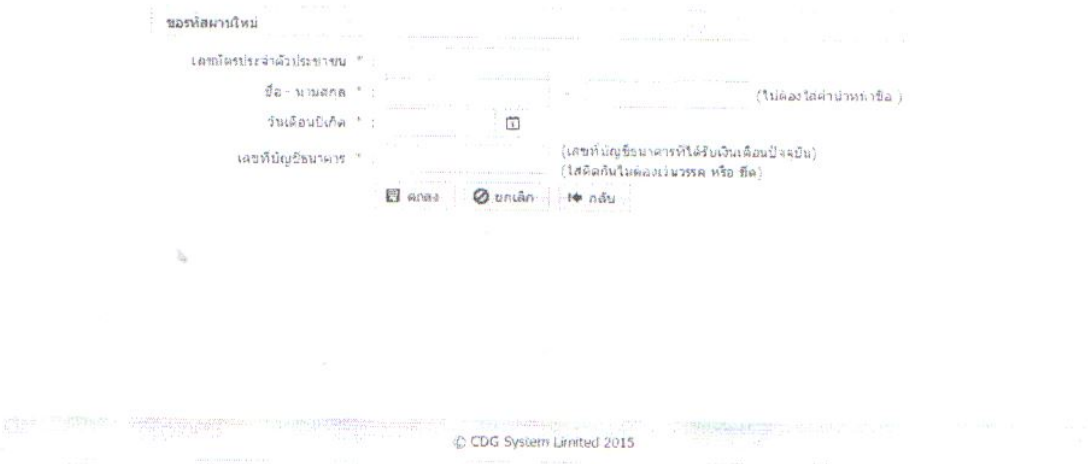 ขอรหัสผ่านใหม่
เลขบัตรประจำตัวประชาชน * :
ชื่อ - นามสกุล * : - (ไม่ต้องใส่คำนำหน้าชื่อ )
วันเดือนปีเกิด * :
เลขที่บัญชีธนาคาร * : (เลขที่บัญชีธนาคารที่ได้รับเงินเดือนปัจจุบัน)
(ใส่ติดกันไม่ต้องเว้นวรรค หรือ ขีด)
ตกลง ยกเลิก กลับ
© CDG System Limited 2015